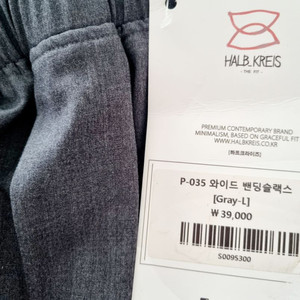 HALB. KREIS
- THE FIT -
PREMIUM CONTEMPORARY BRAND
MINIMALISM, BASED ON GRACEFUL FIT
WWW.HALBKREIS.CO.KR
P-035 와이드 밴딩슬랙스
[Gray-L]
₩ 39,000
S0095300